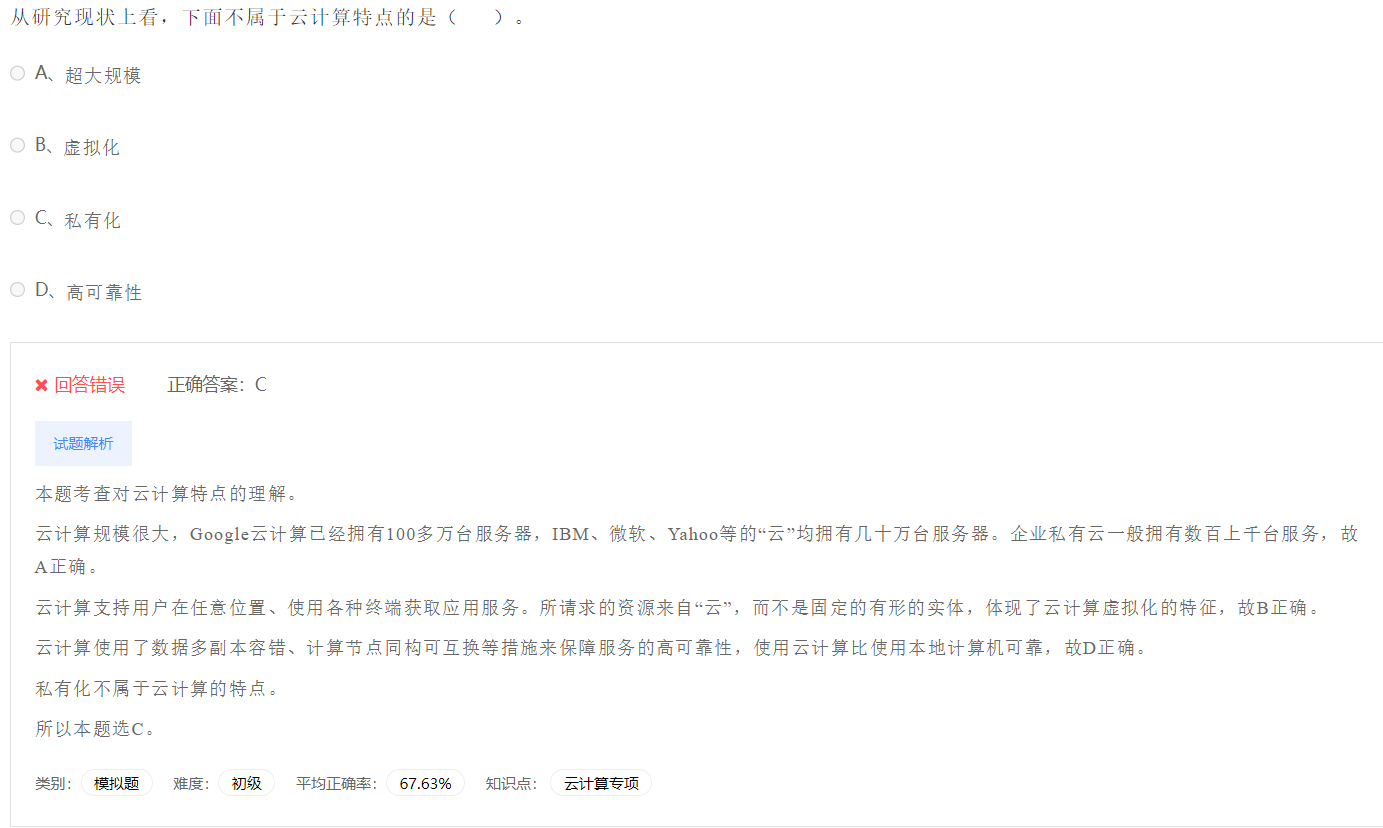 从研究现状上看，下面不属于云计算特点的是（ ）。
A、超大规模
B、虚拟化
C、私有化
D、高可靠性
回答错误 正确答案：C
试题解析
本题考查对云计算特点的理解。
云计算规模很大，Google云计算已经拥有100多万台服务器，IBM、微软、Yahoo等的“云”均拥有几十万台服务器。企业私有云一般拥有数百上千台服务，故
A正确。
云计算支持用户在任意位置、使用各种终端获取应用服务。所请求的资源来自“云”，而不是固定的有形的实体，体现了云计算虚拟化的特征，故B正确。
云计算使用了数据多副本容错、计算节点同构可互换等措施来保障服务的高可靠性，使用云计算比使用本地计算机可靠，故D正确。
私有化不属于云计算的特点。
所以本题选C。
类别： 模拟题 难度： 初级 平均正确率： 67.63% 知识点： 云计算专项